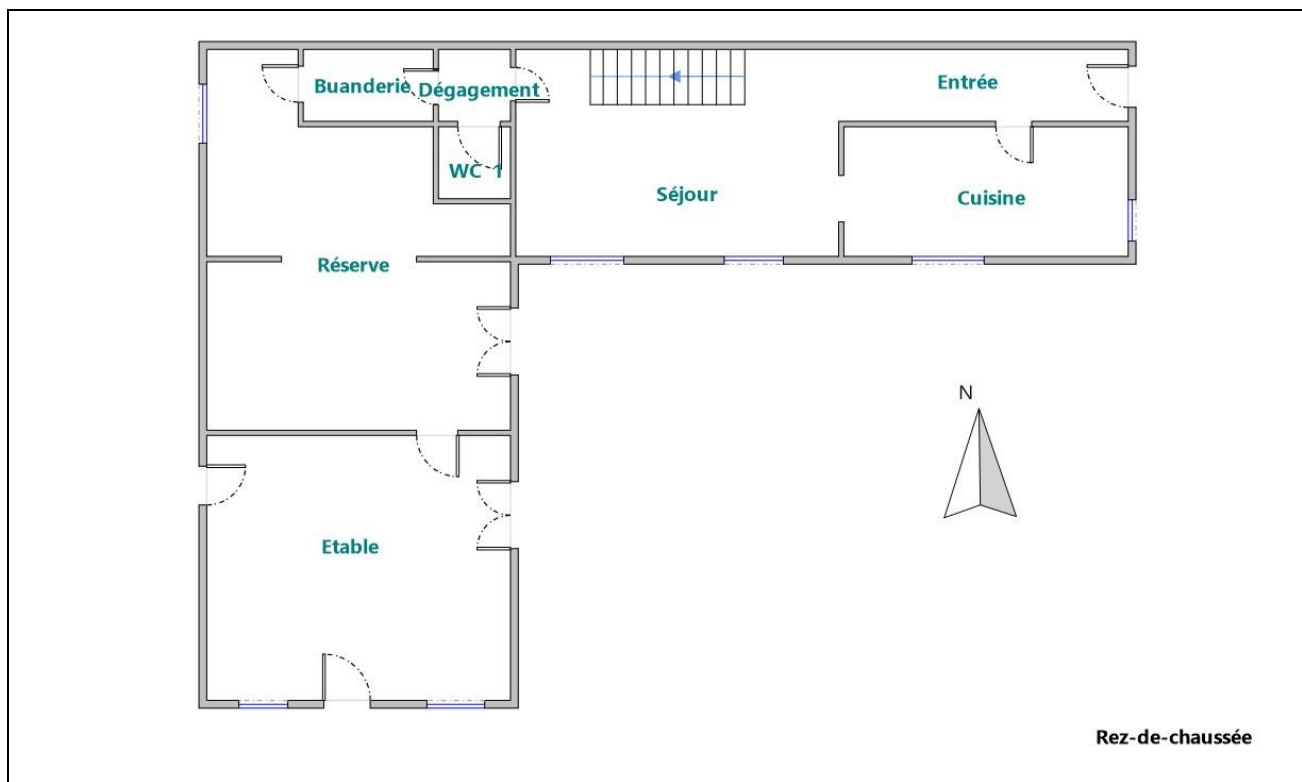 Buanderie
Dégagement
Entrée
WC 1
Séjour
Cuisine
Réserve
N
Etable
Rez-de-chaussée